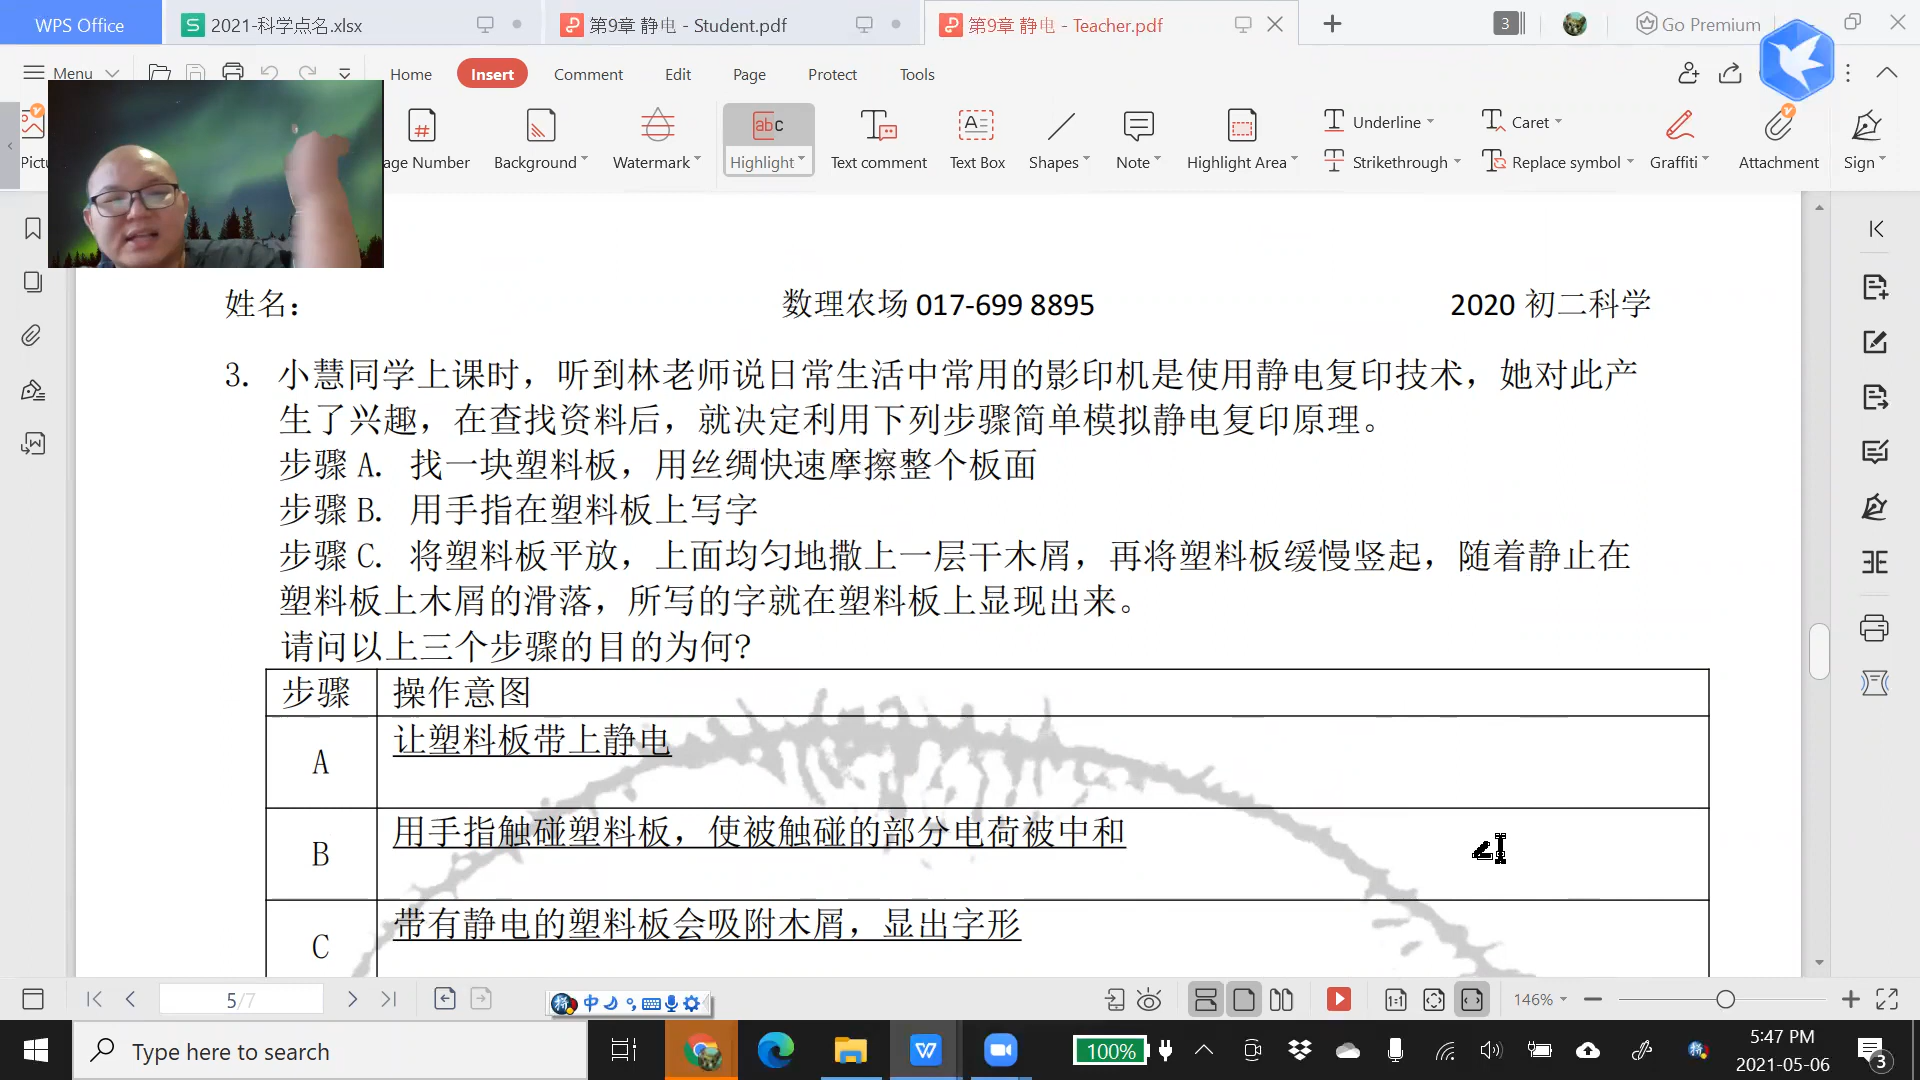 WPS Office
2021-科学点名.xlsx
第9章 静电 - Student.pdf
第9章 静电 - Teacher.pdf
3
Go Premium
Menu
Home
Insert
Comment
Edit
Page
Protect
Tools
Pictu
age Number
Background
Watermark
Highlight
Text comment
Text Box
Shapes
Note
Highlight Area
Underline
Strikethrough
Caret
Replace symbol
Graffiti
Attachment
Sign
姓名：
数理农场 017-699 8895
2020 初二科学
3. 小慧同学上课时，听到林老师说日常生活中常用的影印机是使用静电复印技术，她对此产
生了兴趣，在查找资料后，就决定利用下列步骤简单模拟静电复印原理。
步骤 A. 找一块塑料板，用丝绸快速摩擦整个板面
步骤 B. 用手指在塑料板上写字
步骤 C. 将塑料板平放，上面均匀地撒上一层干木屑，再将塑料板缓慢竖起，随着静止在
塑料板上木屑的滑落，所写的字就在塑料板上显现出来。
请问以上三个步骤的目的为何?
步骤 操作意图
A 让塑料板带上静电
B 用手指触碰塑料板，使被触碰的部分电荷被中和
C 带有静电的塑料板会吸附木屑，显出字形
5/7
中
146%
Type here to search
100%
5:47 PM
2021-05-06
3